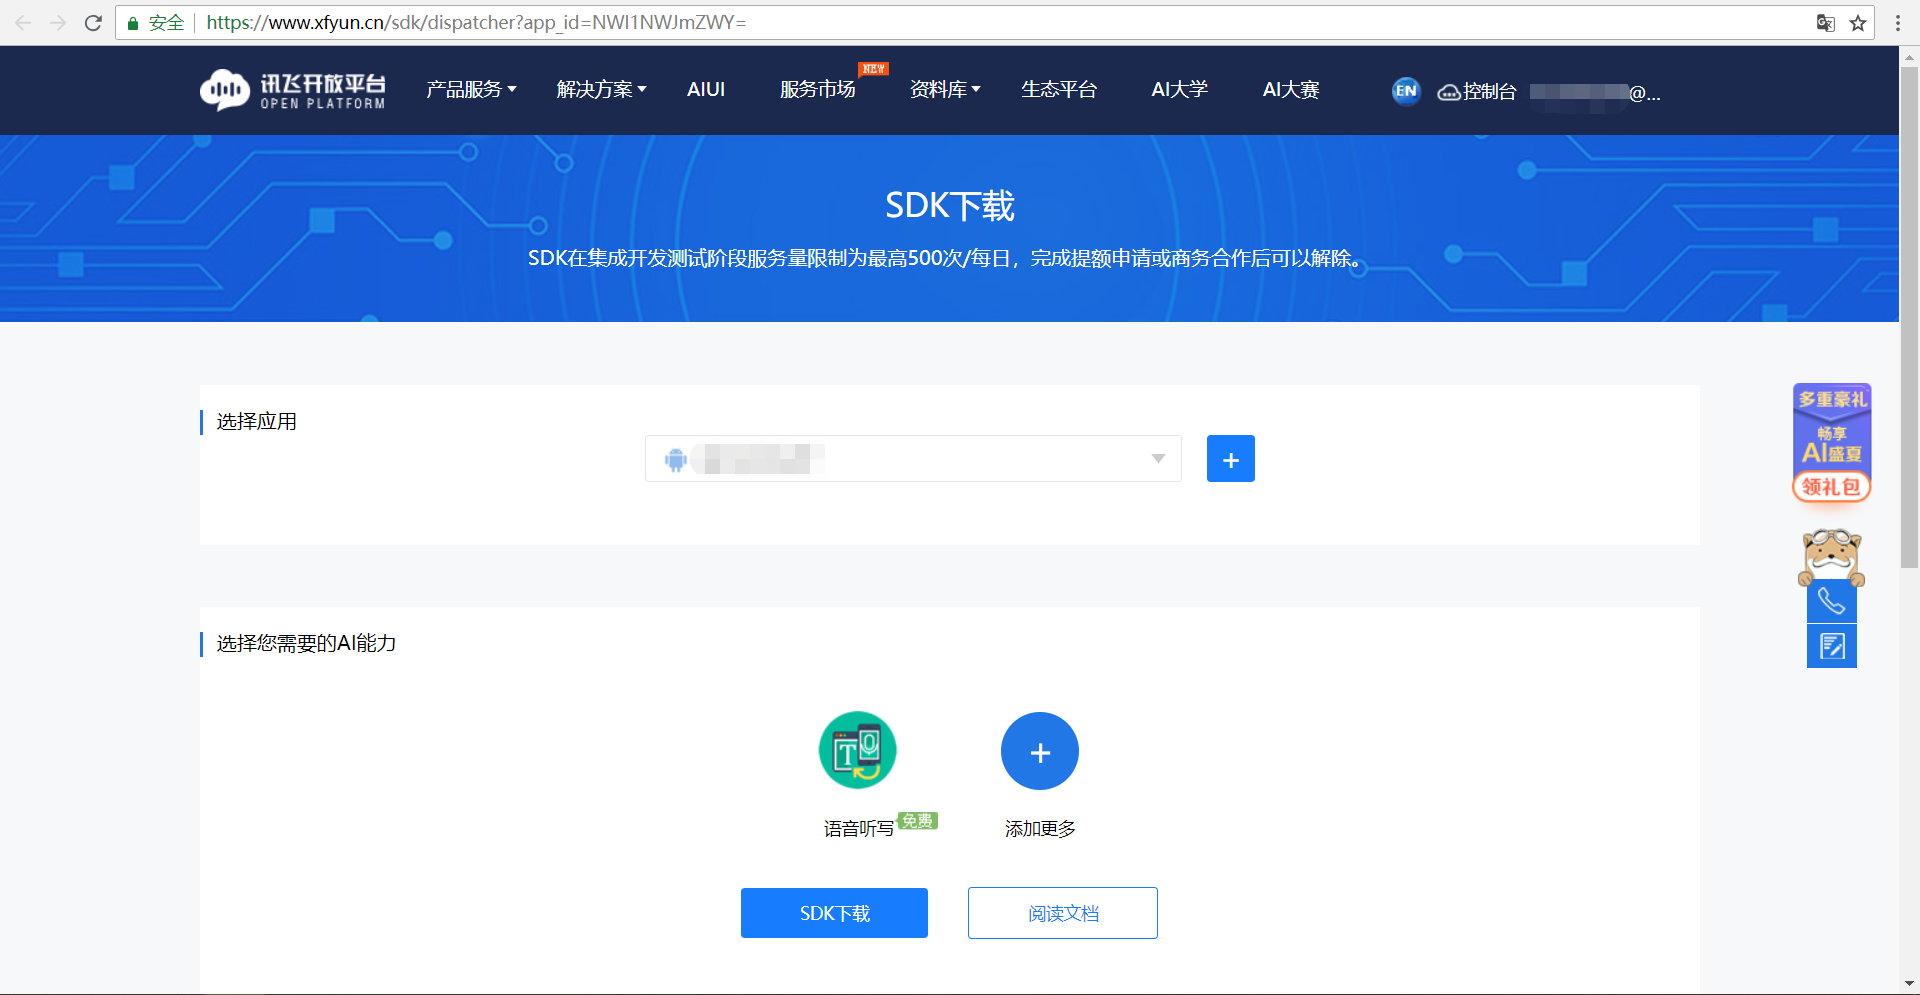 安全 https://www.xfyun.cn/sdk/dispatcher?app_id=NWI1NWJmZWY=
讯飞开放平台
OPEN PLATFORM
产品服务 解决方案 AIUI 服务市场 NEW 资料库 生态平台 AI大学 AI大赛 EN 控制台 @...
SDK下载
SDK在集成开发测试阶段服务量限制为最高500次/每日，完成提额申请或商务合作后可以解除。
选择应用
+
多重豪礼
畅享
AI盛夏
领礼包
选择您需要的AI能力
T
+
语音听写 免费 添加更多
SDK下载 阅读文档